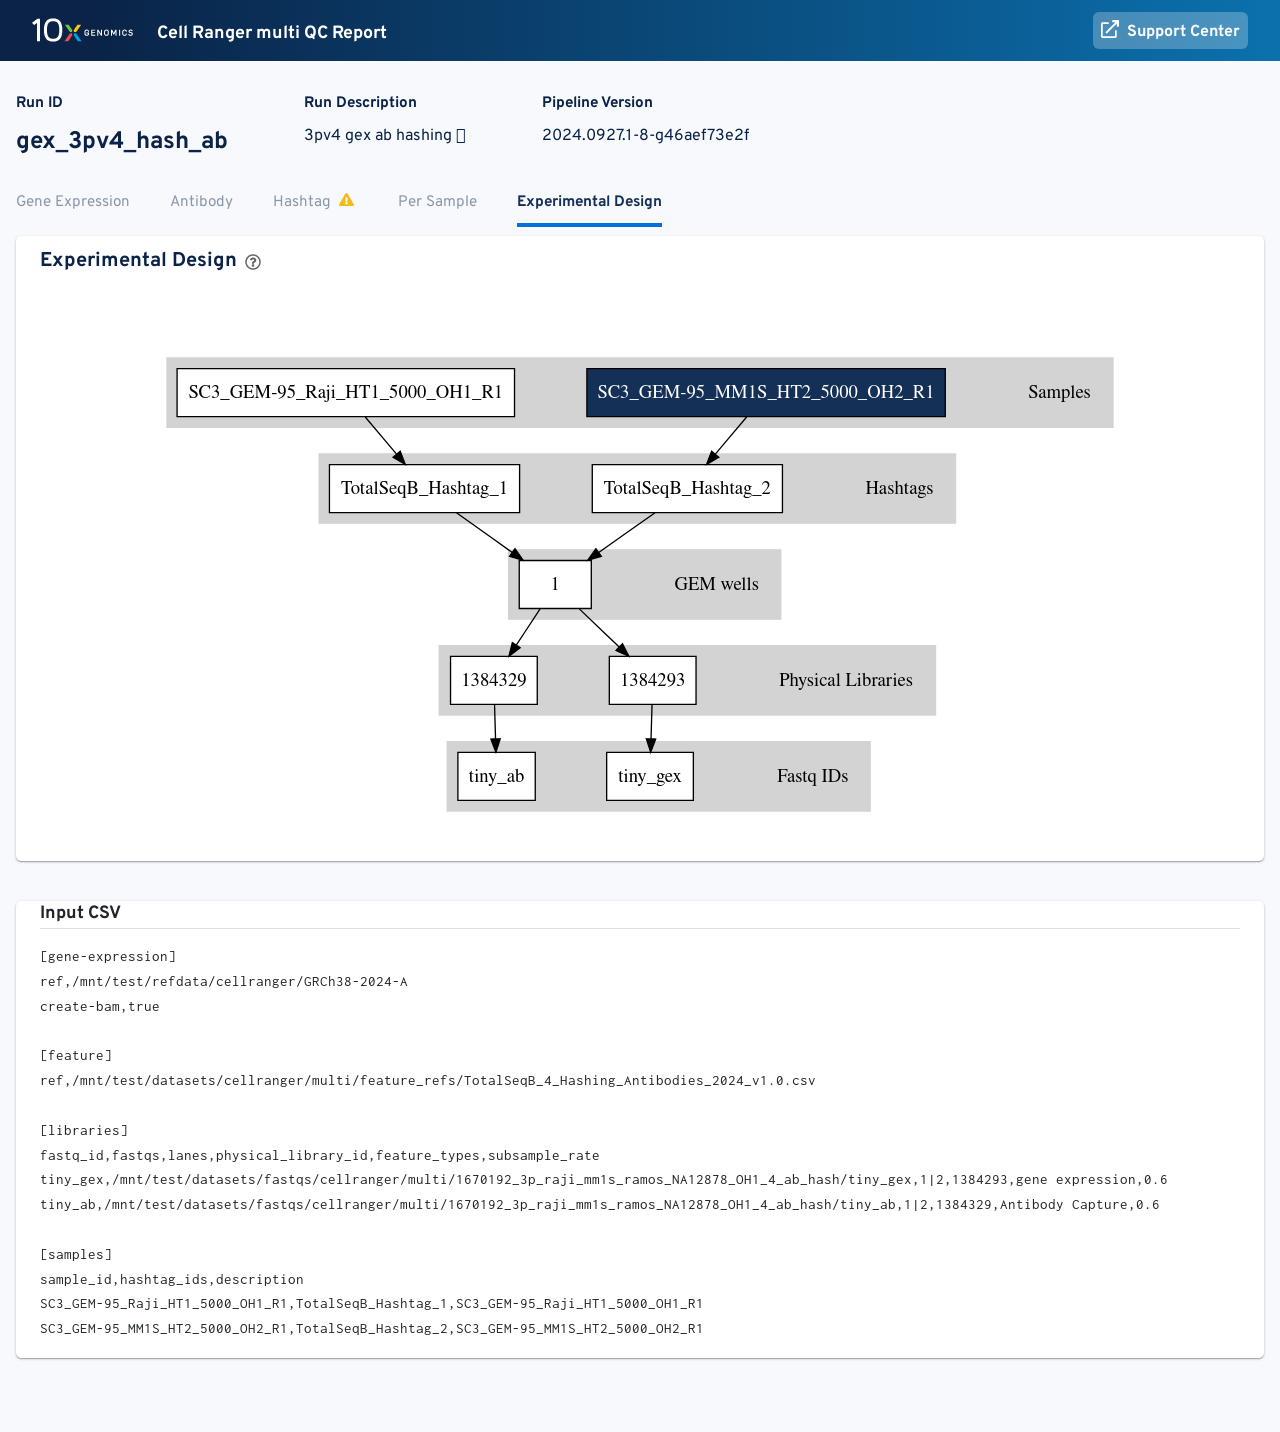 10x GENOMICS Cell Ranger multi QC Report Support Center
Run ID Run Description Pipeline Version
gex_3pv4_hash_ab 3pv4 gex ab hashing 2024.0927.1-8-g46aef73e2f
Gene Expression Antibody Hashtag Per Sample Experimental Design
Experimental Design
SC3_GEM-95_Raji_HT1_5000_OH1_R1 SC3_GEM-95_MM1S_HT2_5000_OH2_R1 Samples
TotalSeqB_Hashtag_1 TotalSeqB_Hashtag_2 Hashtags
1 GEM wells
1384329 1384293 Physical Libraries
tiny_ab tiny_gex Fastq IDs
Input CSV
[gene-expression]
ref,/mnt/test/refdata/cellranger/GRCh38-2024-A
create-bam,true
[feature]
ref,/mnt/test/datasets/cellranger/multi/feature_refs/TotalSeqB_4_Hashing_Antibodies_2024_v1.0.csv
[libraries]
fastq_id,fastqs,lanes,physical_library_id,feature_types,subsample_rate
tiny_gex,/mnt/test/datasets/fastqs/cellranger/multi/1670192_3p_raji_mm1s_ramos_NA12878_OH1_4_ab_hash/tiny_gex,1|2,1384293,gene expression,0.6
tiny_ab,/mnt/test/datasets/fastqs/cellranger/multi/1670192_3p_raji_mm1s_ramos_NA12878_OH1_4_ab_hash/tiny_ab,1|2,1384329,Antibody Capture,0.6
[samples]
sample_id,hashtag_ids,description
SC3_GEM-95_Raji_HT1_5000_OH1_R1,TotalSeqB_Hashtag_1,SC3_GEM-95_Raji_HT1_5000_OH1_R1
SC3_GEM-95_MM1S_HT2_5000_OH2_R1,TotalSeqB_Hashtag_2,SC3_GEM-95_MM1S_HT2_5000_OH2_R1